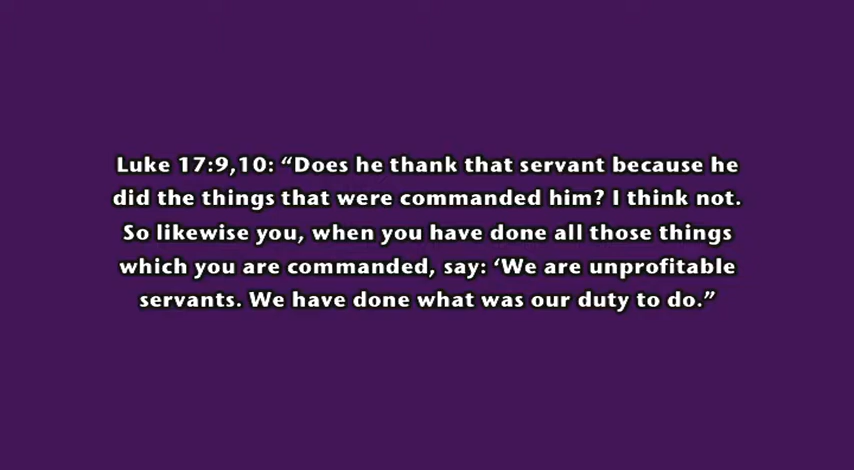 Luke 17:9,10: “Does he thank that servant because he
did the things that were commanded him? I think not.
So likewise you, when you have done all those things
which you are commanded, say: ‘We are unprofitable
servants. We have done what was our duty to do.”